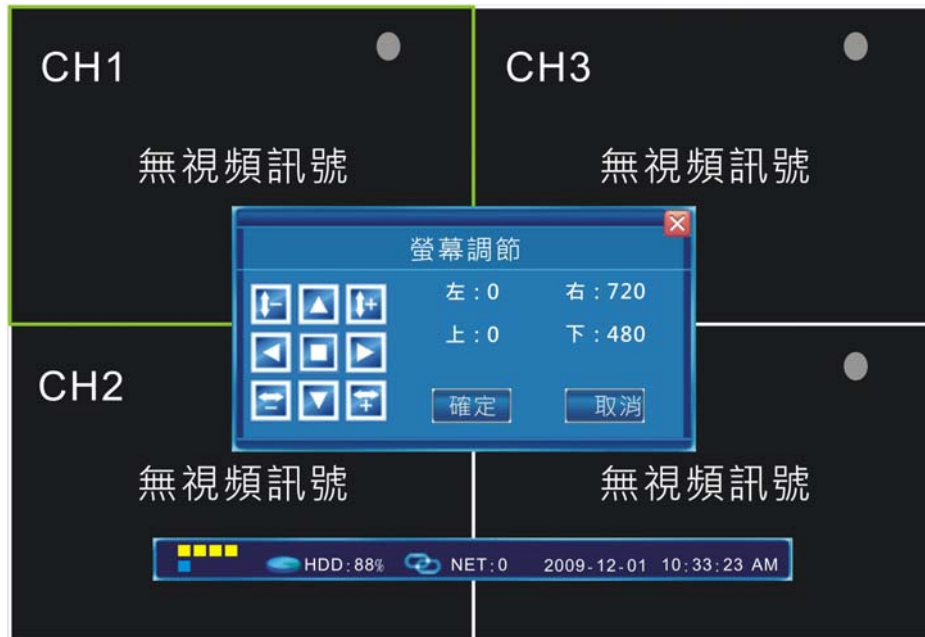 CH1
無視頻訊號
CH3
無視頻訊號
螢幕調節
左:0 右:720
上:0 下:480
確定 取消
CH2
無視頻訊號
無視頻訊號
HDD:88% NET:0 2009-12-01 10:33:23 AM